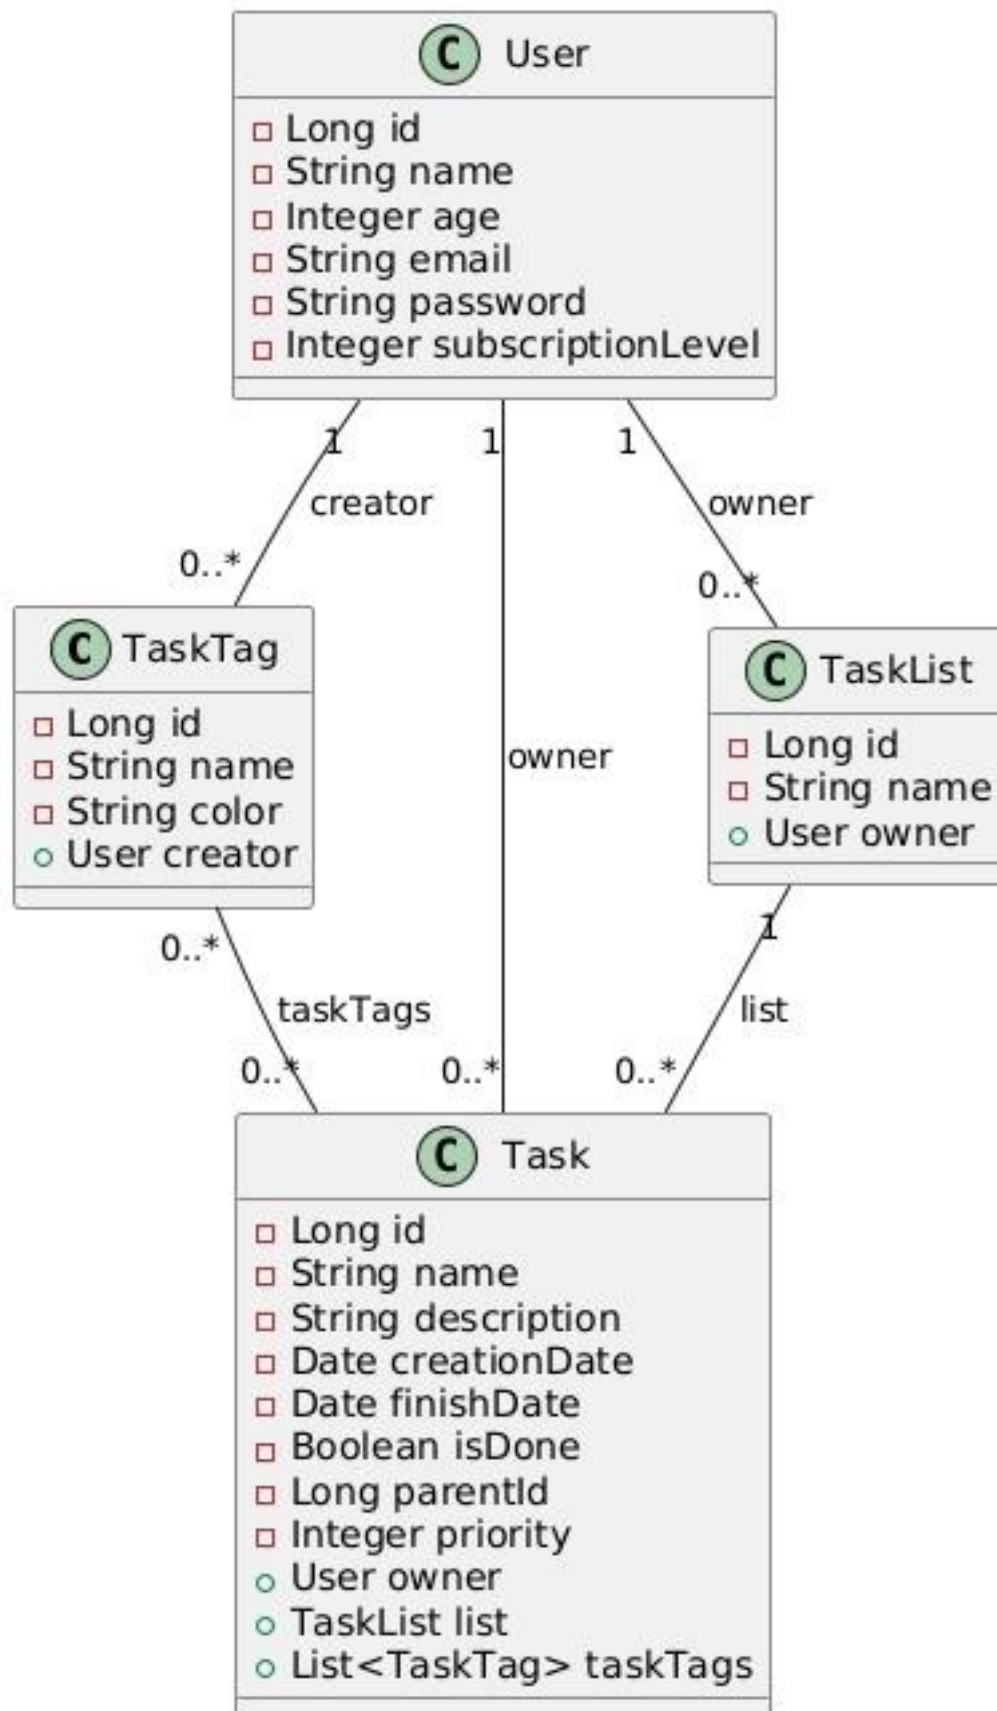 C User
Long id
String name
Integer age
String email
String password
Integer subscriptionLevel
1 1 1
creator owner
0..* 0..*
C TaskTag
Long id
String name
String color
User creator
owner
C TaskList
Long id
String name
User owner
0..* 1
taskTags list
0..* 0..* 0..*
C Task
Long id
String name
String description
Date creationDate
Date finishDate
Boolean isDone
Long parentId
Integer priority
User owner
TaskList list
List<TaskTag> taskTags